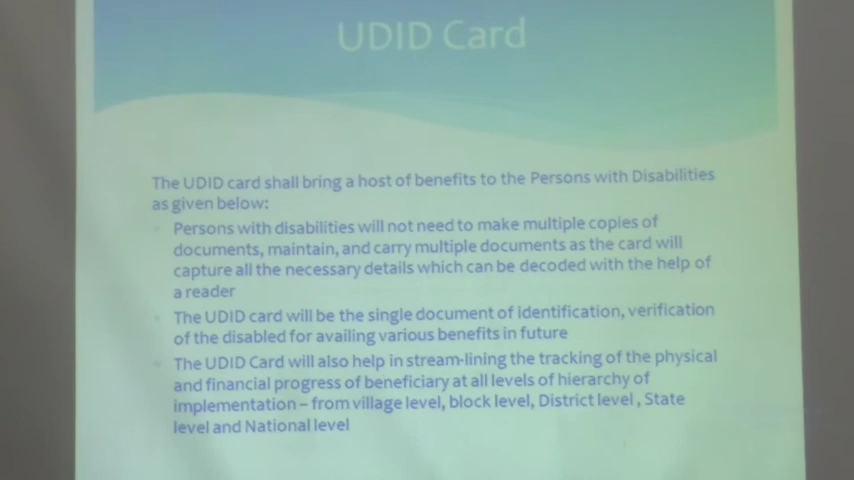 UDID Card
The UDID card shall bring a host of benefits to the Persons with Disabilities
as given below:
Persons with disabilities will not need to make multiple copies of
documents, maintain, and carry multiple documents as the card will
capture all the necessary details which can be decoded with the help of
a reader
The UDID card will be the single document of identification, verification
of the disabled for availing various benefits in future
The UDID Card will also help in stream-lining the tracking of the physical
and financial progress of beneficiary at all levels of hierarchy of
implementation – from village level, block level, District level , State
level and National level